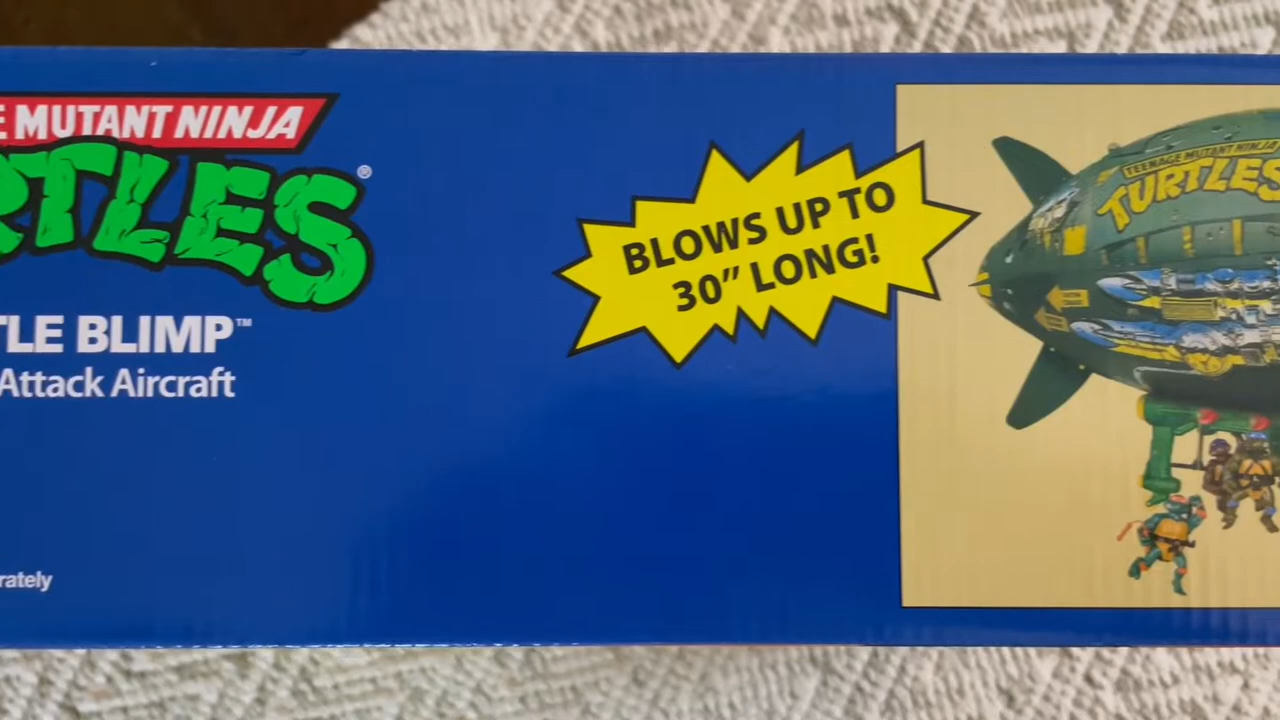 E MUTANT NINJA
RTLES®
TLE BLIMP™
Attack Aircraft
rately
BLOWS UP TO
30” LONG!
TEENAGE MUTANT NINJA
TURTLES